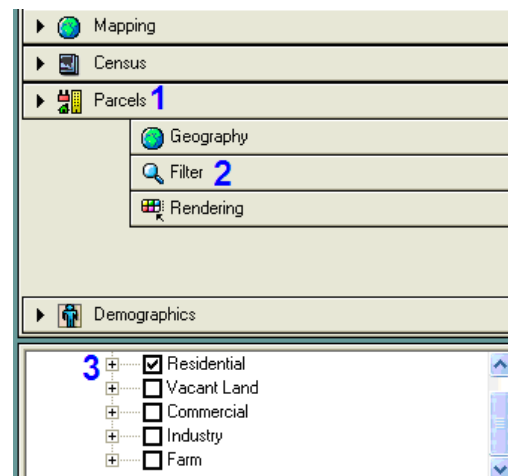 Mapping
Census
Parcels 1
Geography
Filter 2
Rendering
Demographics
3 Residential
Vacant Land
Commercial
Industry
Farm